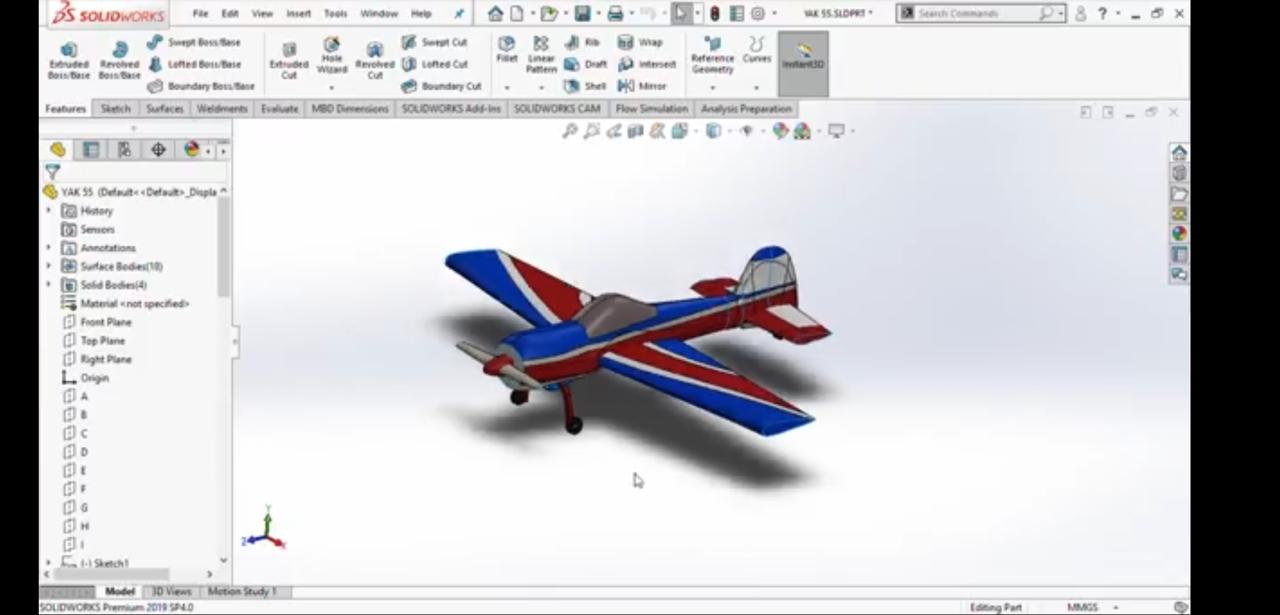 SOLIDWORKS File Edit View Insert Tools Window Help YAK 55.SLDPRT * Search Commands
Extruded Boss/Base
Revolved Boss/Base
Swept Boss/Base
Lofted Boss/Base
Boundary Boss/Base
Extruded Cut
Hole Wizard
Revolved Cut
Swept Cut
Lofted Cut
Boundary Cut
Fillet
Linear Pattern
Rib
Draft
Shell
Wrap
Intersect
Mirror
Reference Geometry
Curves
Instant3D
Features Sketch Surfaces Weldments Evaluate MBD Dimensions SOLIDWORKS Add-Ins SOLIDWORKS CAM Flow Simulation Analysis Preparation
YAK 55 (Default<<Default>_Displa
History
Sensors
Annotations
Surface Bodies(18)
Solid Bodies(4)
Material <not specified>
Front Plane
Top Plane
Right Plane
Origin
A
B
C
D
E
F
G
H
I
(-) Sketch1
Y
Z
X
Model 3D Views Motion Study 1
SOLIDWORKS Premium 2019 SP4.0 Editing Part MMGS